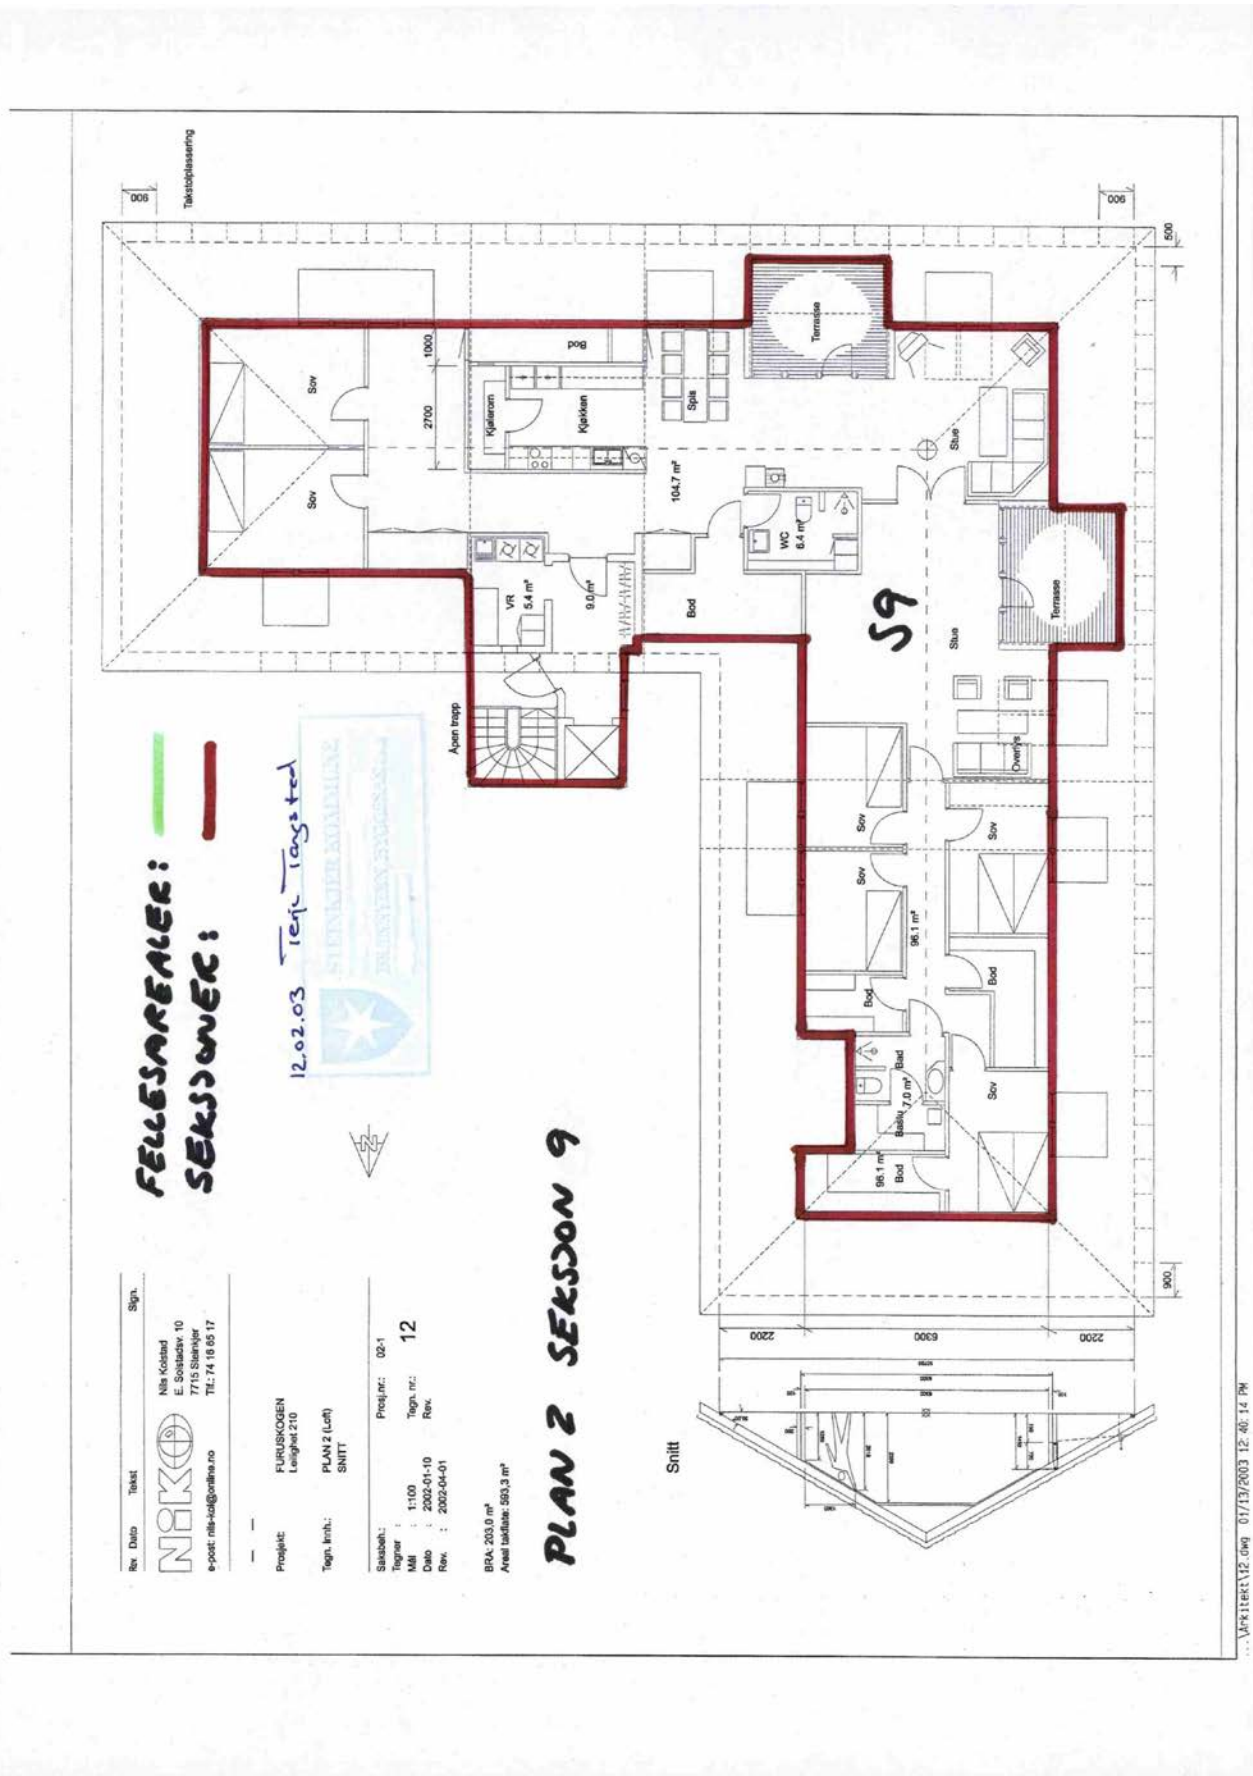 Rev. Dato Tekst Sign.
NiKO
Nils Kolstad
E. Solstadsv. 10
7715 Steinkjer
Tlf.: 74 16 65 17
e-post: nils-kol@online.no
Prosjekt: FURUSKOGEN
Leilighet 210
Tegn. Innh.: PLAN 2 (Loft)
SNITT
Saksbeh.: Prosj.nr.: 02-1
Tegner :
Mål : 1:100 Tegn. nr.: 12
Dato : 2002-01-10 Rev.
Rev. : 2002-04-01
BRA: 203,0 m²
Areal takflate: 593,3 m²
FELLESAREALER:
SEKSJONER:
12.02.03 Terje Tangstad
STEINKJER KOMMUNE
PLAN 2 SEKSJON 9
Takstolplassering
900
900
500
900
Sov
Sov
1000
2700
Bod
Kjølerom
Kjøkken
Spis
Terrasse
104.7 m²
Stue
WC
6.4 m²
VR
5.4 m²
9.0 m²
Bod
Åpen trapp
S9
Stue
Terrasse
Overlys
Sov
Sov
Sov
96.1 m²
Bod
Bod
Bad
7.0 m²
Badstu
Sov
96.1 m²
Bod
2200
6300
2200
Snitt
...\Arkitekt\12.dwg 01/13/2003 12:40:14 PM